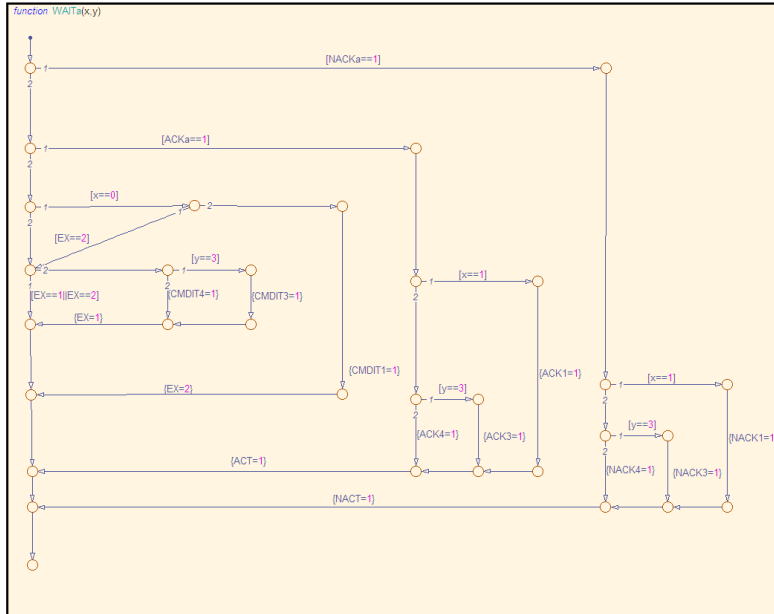 function WAITa(x,y)
[NACKa==1]
1
2
[ACKa==1]
1
2
[x==0]
1
2
1
2
[EX==2]
2
[y==3]
1
[x==1]
1
1
[EX==1||EX==2]
2
{CMDIT4=1}
{CMDIT3=1}
2
{EX=1}
{CMDIT1=1}
{ACK1=1}
[x==1]
1
2
{EX=2}
[y==3]
1
2
[y==3]
1
2
{ACK4=1}
{ACK3=1}
{NACK1=1
{NACK4=1}
{NACK3=1}
{ACT=1}
{NACT=1}